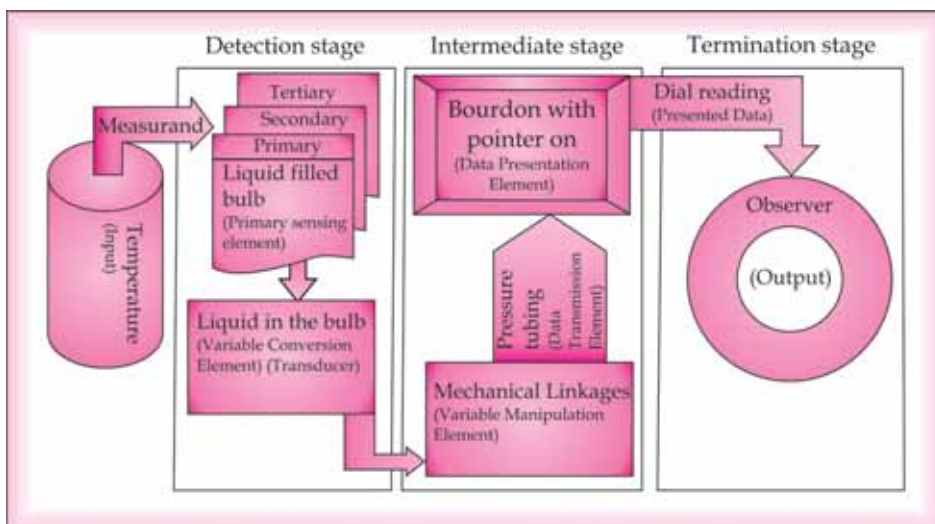 Detection stage
Intermediate stage
Termination stage
Measurand
Temperature
(Input)
Tertiary
Secondary
Primary
Liquid filled
bulb
(Primary sensing
element)
Liquid in the bulb
(Variable Conversion
Element) (Transducer)
Bourdon with
pointer on
(Data Presentation
Element)
Pressure
tubing
(Data
Transmission
Element)
Mechanical Linkages
(Variable Manipulation
Element)
Dial reading
(Presented Data)
Observer
(Output)